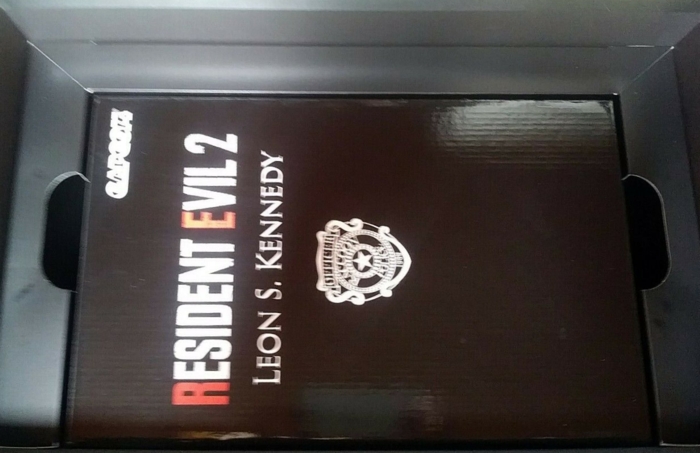 CAPCOM
RESIDENT EVIL 2
LEON S. KENNEDY